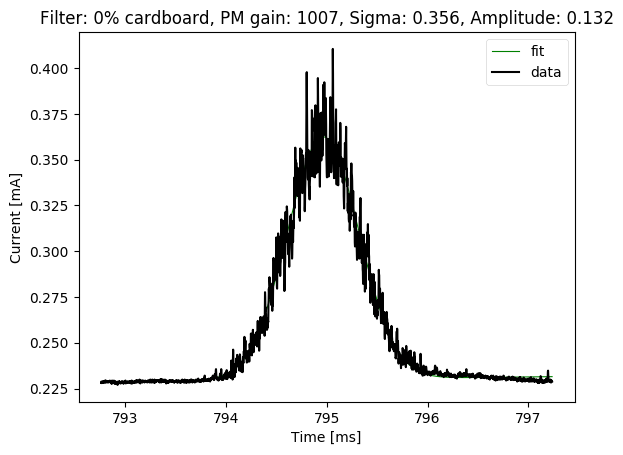 Filter: 0% cardboard, PM gain: 1007, Sigma: 0.356, Amplitude: 0.132
fit
data
0.400
0.375
0.350
0.325
0.300
0.275
0.250
0.225
Current [mA]
793 794 795 796 797
Time [ms]